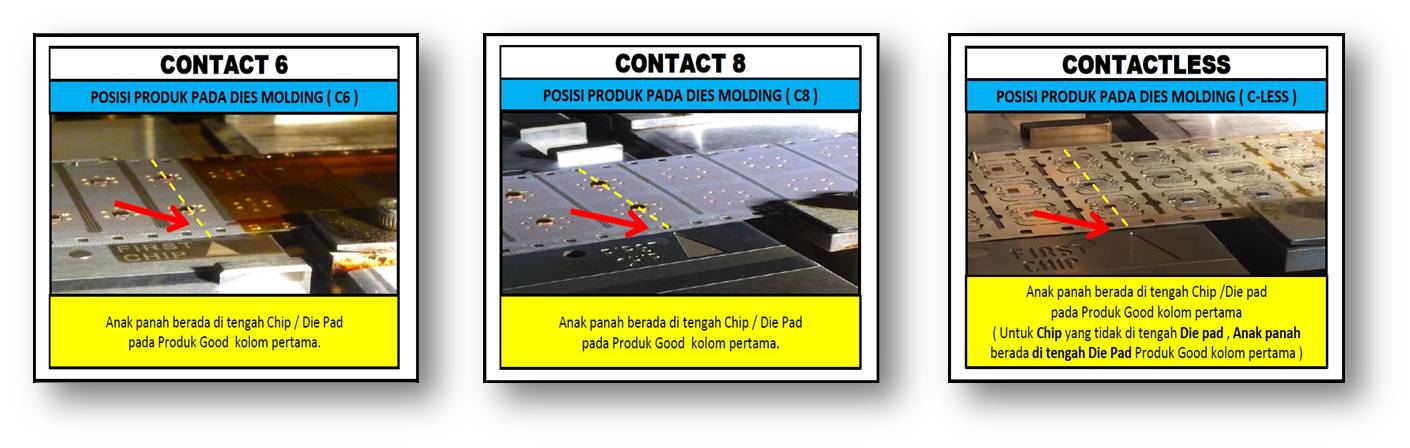 CONTACT 6
POSISI PRODUK PADA DIES MOLDING ( C6 )
FIRST
CHIP
Anak panah berada di tengah Chip / Die Pad
pada Produk Good kolom pertama.
CONTACT 8
POSISI PRODUK PADA DIES MOLDING ( C8 )
FIRST
CHIP
Anak panah berada di tengah Chip / Die Pad
pada Produk Good kolom pertama.
CONTACTLESS
POSISI PRODUK PADA DIES MOLDING ( C-LESS )
FIRST
CHIP
Anak panah berada di tengah Chip /Die pad
pada Produk Good kolom pertama
( Untuk Chip yang tidak di tengah Die pad , Anak panah
berada di tengah Die Pad Produk Good kolom pertama )